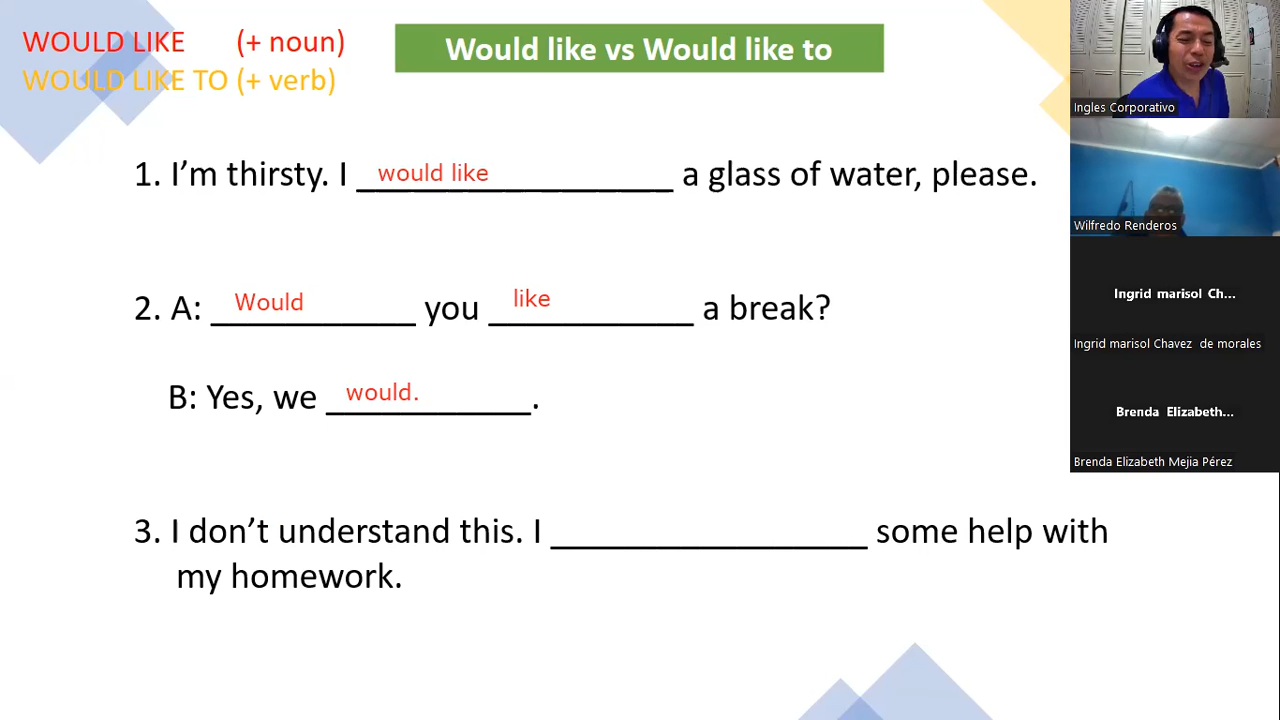 WOULD LIKE (+ noun)
WOULD LIKE TO (+ verb)
Would like vs Would like to
1. I’m thirsty. I would like a glass of water, please.
2. A: Would you like a break?
B: Yes, we would. .
3. I don’t understand this. I _________________ some help with
my homework.
Ingles Corporativo
Wilfredo Renderos
Ingrid marisol Ch...
Ingrid marisol Chavez de morales
Brenda Elizabeth...
Brenda Elizabeth Mejia Pérez